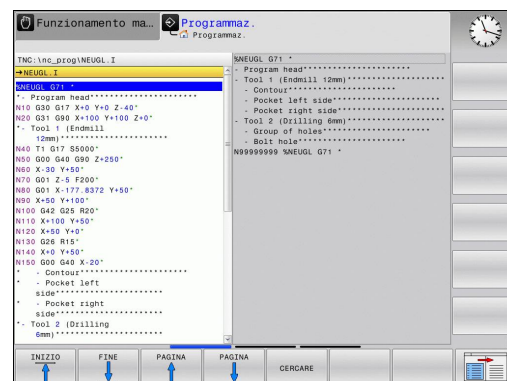 Funzionamento ma...
Programmaz.
Programmaz.
TNC:\nc_prog\NEUGL.I
→NEUGL.I
%NEUGL G71 *
*- Program head**********************
N10 G30 G17 X+0 Y+0 Z-40*
N20 G31 G90 X+100 Y+100 Z+0*
*- Tool 1 (Endmill
12mm)**********************
N40 T1 G17 S5000*
N50 G00 G40 G90 Z+250*
N60 X-30 Y+50*
N70 G01 Z-5 F200*
N80 G01 X-177.8372 Y+50*
N90 X+50 Y+100*
N100 G42 G25 R20*
N110 X+100 Y+50*
N120 X+50 Y+0*
N130 G26 R15*
N140 X+0 Y+50*
N150 G00 G40 X-20*
* - Contour**********************
* - Pocket left
side**********************
* - Pocket right
side**********************
*- Tool 2 (Drilling
6mm)**********************
%NEUGL G71 *
- Program head**********************
- Tool 1 (Endmill 12mm)********************
- Contour**********************
- Pocket left side**********************
- Pocket right side**********************
- Tool 2 (Drilling 6mm)********************
- Group of holes**********************
- Bolt hole**********************
N99999999 %NEUGL G71 *
INIZIO
FINE
PAGINA
PAGINA
CERCARE